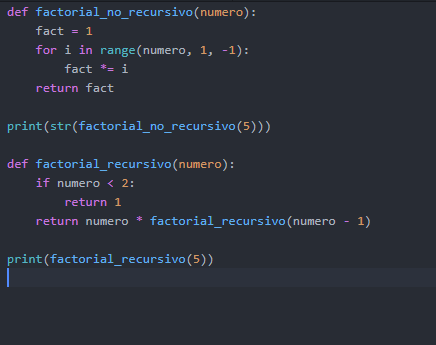 def factorial_no_recursivo(numero):
    fact = 1
    for i in range(numero, 1, -1):
        fact *= i
    return fact

print(str(factorial_no_recursivo(5)))

def factorial_recursivo(numero):
    if numero < 2:
        return 1
    return numero * factorial_recursivo(numero - 1)

print(factorial_recursivo(5))